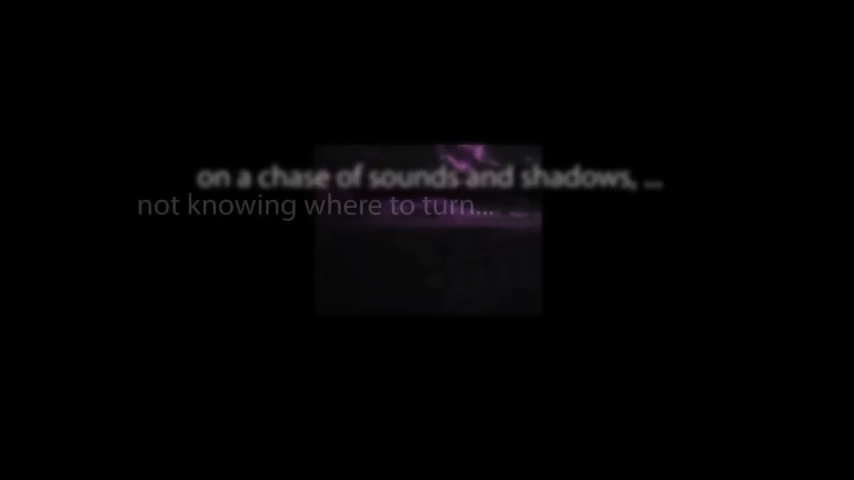 on a chase of sounds and shadows, ...
not knowing where to turn...